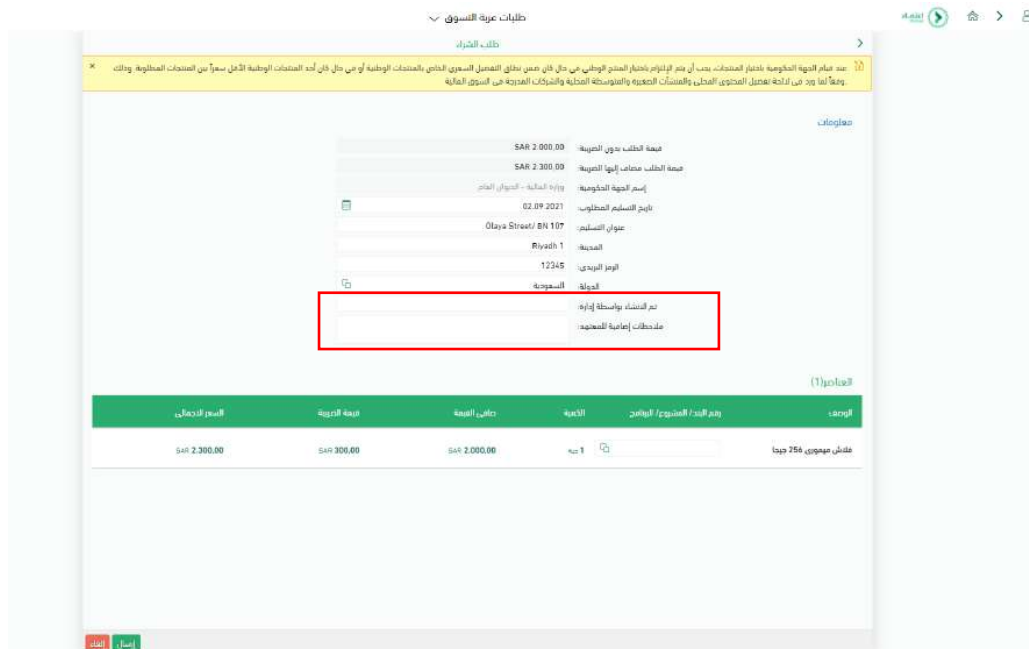 طلبات عربة التسوق
اعتماد
طلب الشراء
عند قيام الجهة الحكومية باختيار المنتجات، يجب أن يتم الإلتزام باختيار المنتج الوطني في حال كان ضمن نطاق التفضيل السعري الخاص بالمنتجات الوطنية أو في حال كان أحد المنتجات الوطنية الأقل سعراً بين المنتجات المطلوبة. وذلك
وفقاً لما ورد في لائحة تفضيل المحتوى المحلي والمنشآت الصغيرة والمتوسطة المحلية والشركات المدرجة في السوق المالية.
معلومات
قيمة الطلب بدون الضريبة: SAR 2.000,00
قيمة الطلب مضاف إليها الضريبة: SAR 2.300,00
إسم الجهة الحكومية: وزارة المالية - الديوان العام
تاريخ التسليم المطلوب: 02.09.2021
عنوان التسليم: Olaya Street/ BN 107
المدينة: Riyadh 1
الرمز البريدي: 12345
الدولة: السعودية
تم الانشاء بواسطة إدارة:
ملاحظات إضافية للمتعهد:
العناصر(1)
الوصف رقم البند/ المشروع/ البرنامج الكمية صافي القيمة قيمة الضريبة السعر الاجمالي
فلاش ميموري 256 جيجا 1 حبة SAR 2.000,00 SAR 300,00 SAR 2.300,00
إرسال إلغاء